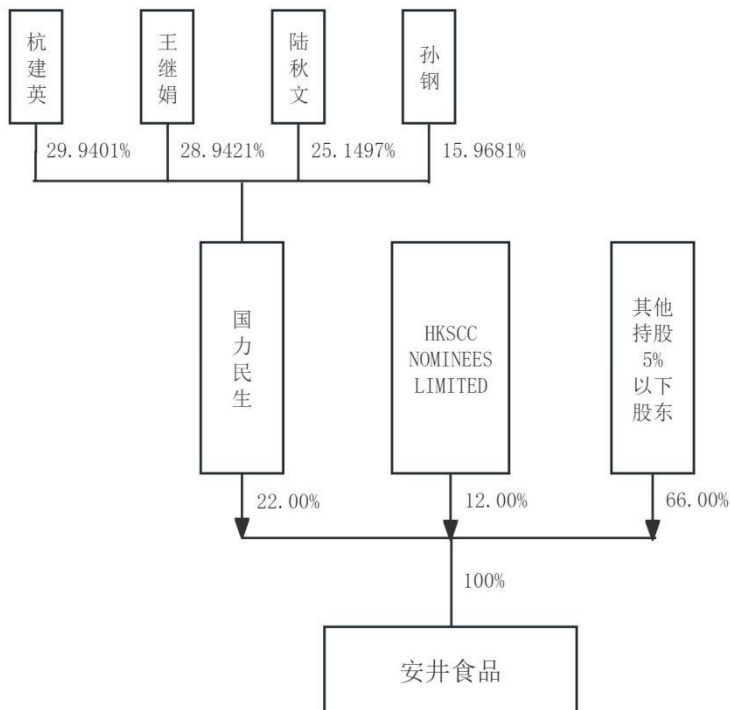 杭建英
王继娟
陆秋文
孙钢
29.9401%
28.9421%
25.1497%
15.9681%
国力民生
HKSCC
NOMINEES
LIMITED
其他
持股
5%
以下
股东
22.00%
12.00%
66.00%
100%
安井食品